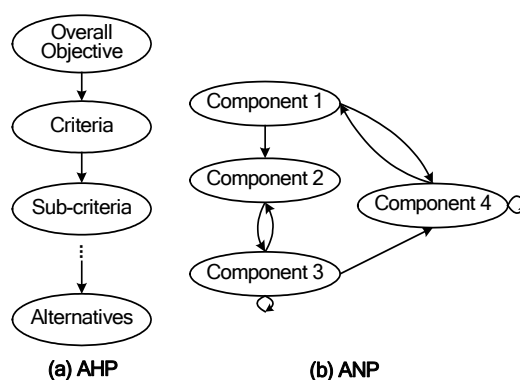 Overall
Objective
Criteria
Sub-criteria
Alternatives
(a) AHP
Component 1
Component 2
Component 4
Component 3
(b) ANP